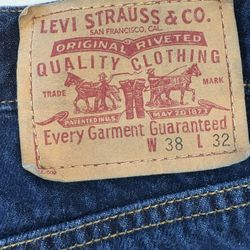 LEVI STRAUSS & CO.
SAN FRANCISCO, CAL.
ORIGINAL RIVETED
QUALITY CLOTHING
TRADE MARK
PATENTED IN U.S. MAY 20 1873
Every Garment Guaranteed
W 38 L 32